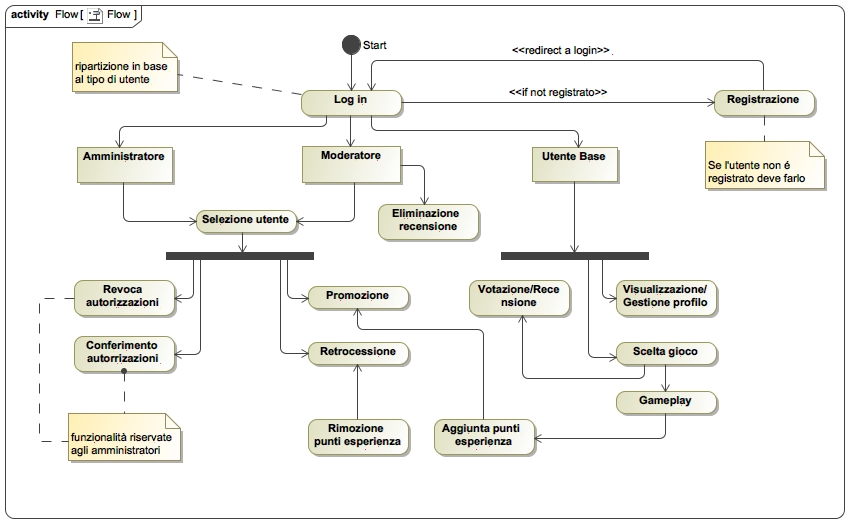 activity Flow [ Flow ]
Start
<<redirect a login>>
ripartizione in base
al tipo di utente
Log in
<<if not registrato>>
Registrazione
Amministratore
Moderatore
Utente Base
Se l'utente non é
registrato deve farlo
Selezione utente
Eliminazione
recensione
Revoca
autorizzazioni
Promozione
Votazione/Rece
nsione
Visualizzazione/
Gestione profilo
Conferimento
autorrizazioni
Retrocessione
Scelta gioco
Gameplay
funzionalità riservate
agli amministratori
Rimozione
punti esperienza
Aggiunta punti
esperienza